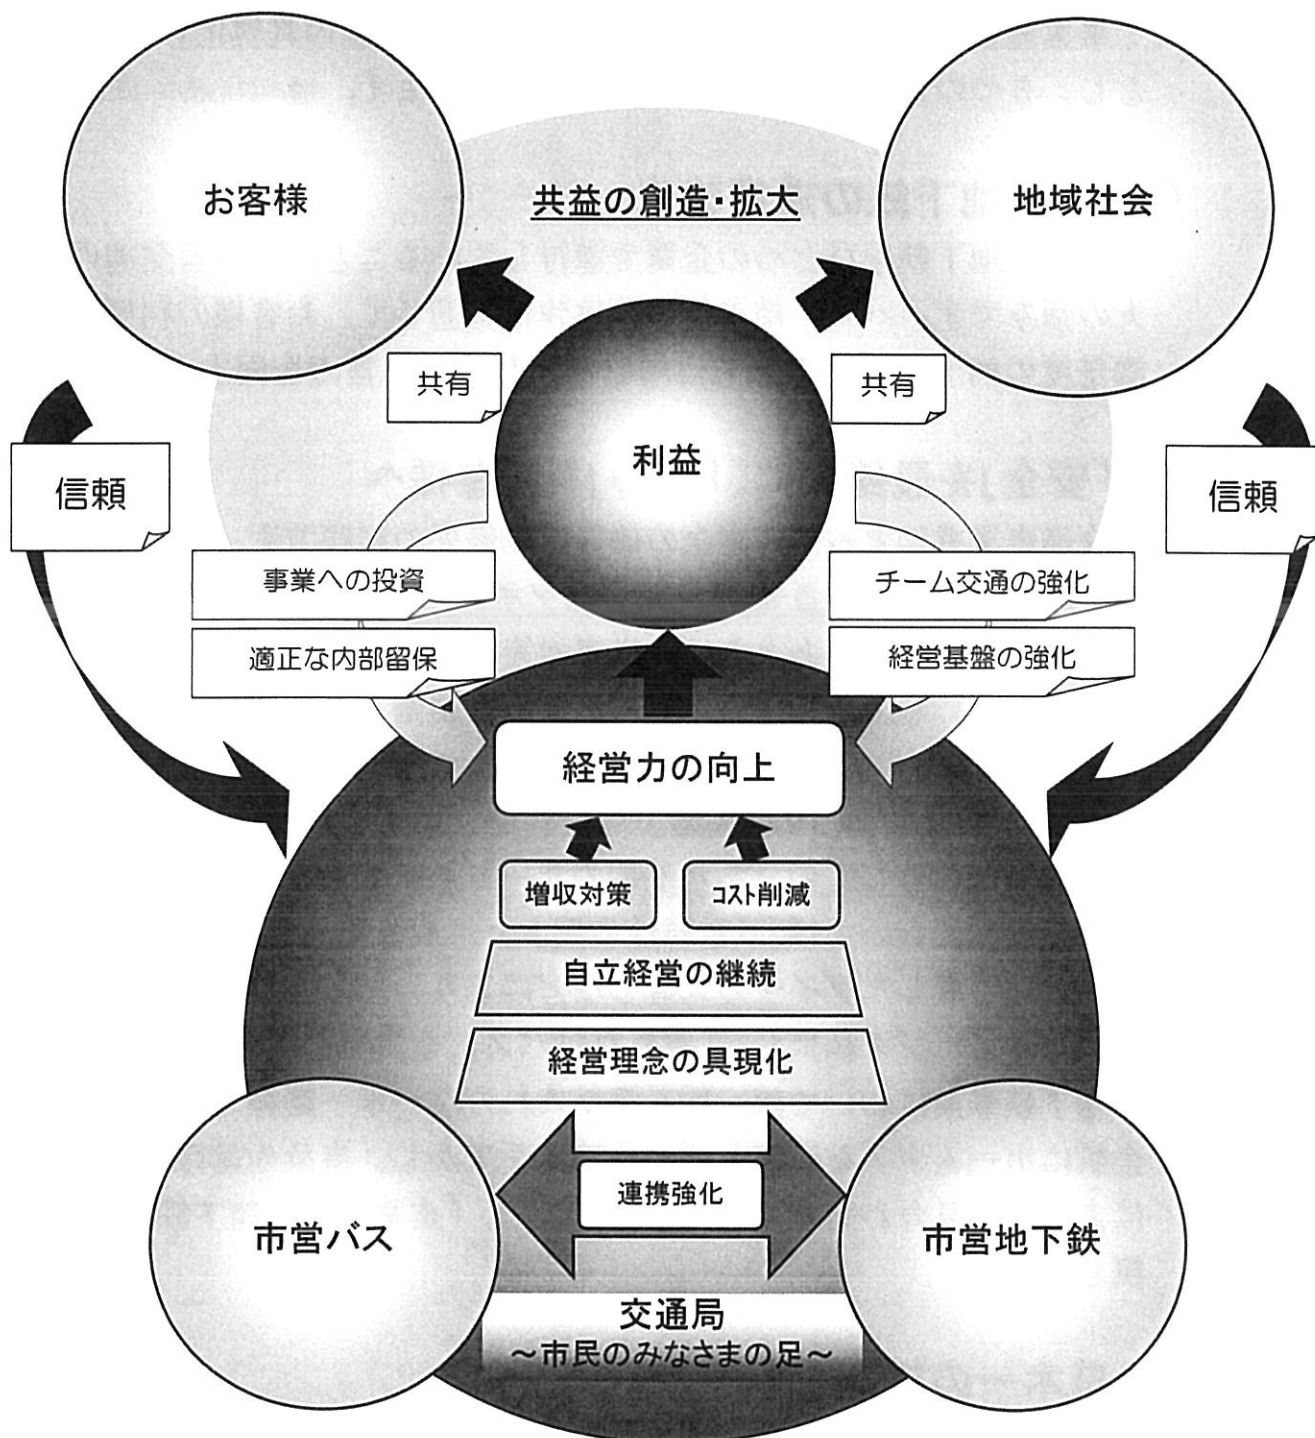 お客様
共益の創造・拡大
地域社会
共有
共有
利益
信頼
信頼
事業への投資
チーム交通の強化
適正な内部留保
経営基盤の強化
経営力の向上
増収対策
コスト削減
自立経営の継続
経営理念の具現化
連携強化
市営バス
市営地下鉄
交通局
～市民のみなさまの足～